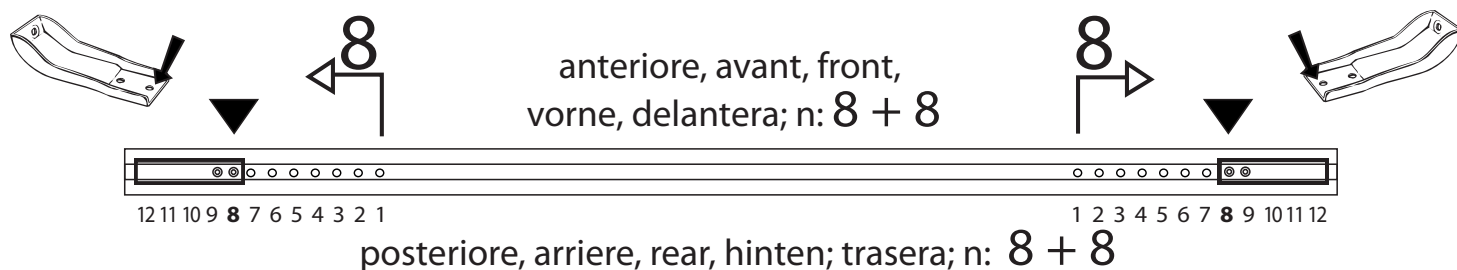 8 8
anteriore, avant, front,
vorne, delantera; n: 8 + 8
12 11 10 9 8 7 6 5 4 3 2 1 1 2 3 4 5 6 7 8 9 10 11 12
posteriore, arriere, rear, hinten; trasera; n: 8 + 8